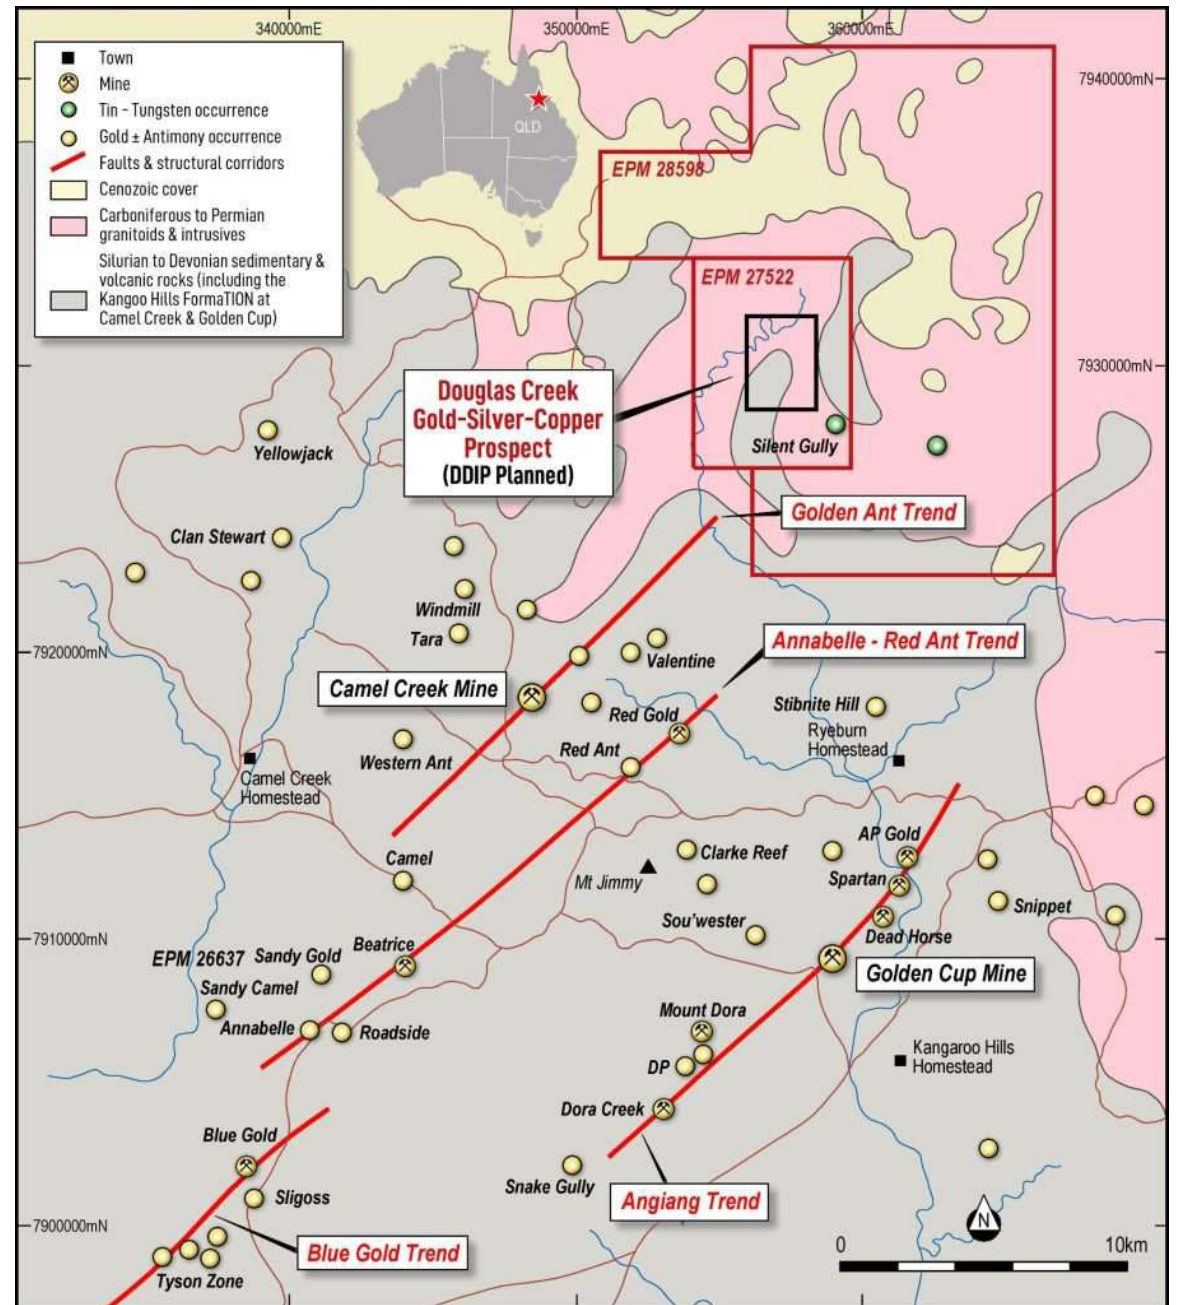 340000mE
350000mE
360000mE
Town
Mine
Tin - Tungsten occurrence
Gold ± Antimony occurrence
Faults & structural corridors
Cenozoic cover
Carboniferous to Permian
granitoids & intrusives
Silurian to Devonian sedimentary &
volcanic rocks (including the
Kangoo Hills FormaTION at
Camel Creek & Golden Cup)
QLD
7940000mN
EPM 28598
EPM 27522
7930000mN
Douglas Creek
Gold-Silver-Copper
Prospect
(DDIP Planned)
Silent Gully
Yellowjack
Golden Ant Trend
Clan Stewart
Windmill
Tara
7920000mN
Valentine
Annabelle - Red Ant Trend
Camel Creek Mine
Red Gold
Stibnite Hill
Ryeburn
Homestead
Red Ant
Western Ant
Camel Creek
Homestead
AP Gold
Camel
Clarke Reef
Mt Jimmy
Spartan
Snippet
Sou'wester
Dead Horse
7910000mN
Beatrice
EPM 26637
Sandy Gold
Golden Cup Mine
Sandy Camel
Annabelle
Roadside
Mount Dora
Kangaroo Hills
Homestead
DP
Dora Creek
Blue Gold
Snake Gully
Sligoss
Angiang Trend
7900000mN
Blue Gold Trend
Tyson Zone
N
0
10km